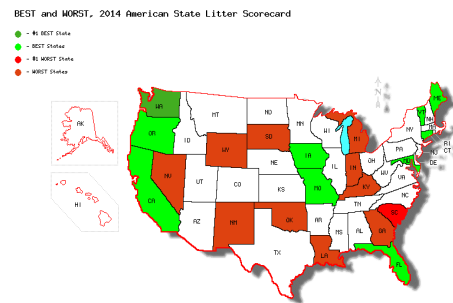 BEST and WORST, 2014 American State Litter Scorecard
- #1 BEST State
- BEST States
- #1 WORST State
- WORST States
WA
MT
ND
MN
ME
OR
ID
SD
WI
MI
NY
NH
AK
WY
IA
PA
RI
CT
NJ
NV
UT
CO
NE
IL
IN
OH
WV
DE
CA
KS
MO
KY
VA
HI
AZ
NM
OK
AR
TN
NC
SC
TX
LA
MS
AL
GA
FL